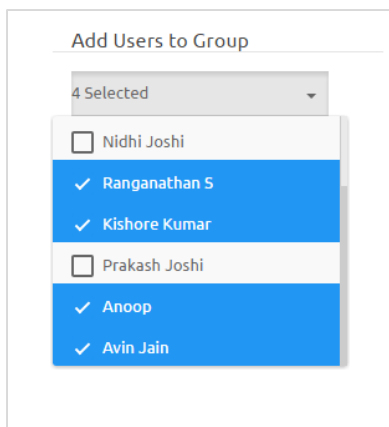 Add Users to Group
4 Selected
Nidhi Joshi
Ranganathan S
Kishore Kumar
Prakash Joshi
Anoop
Avin Jain